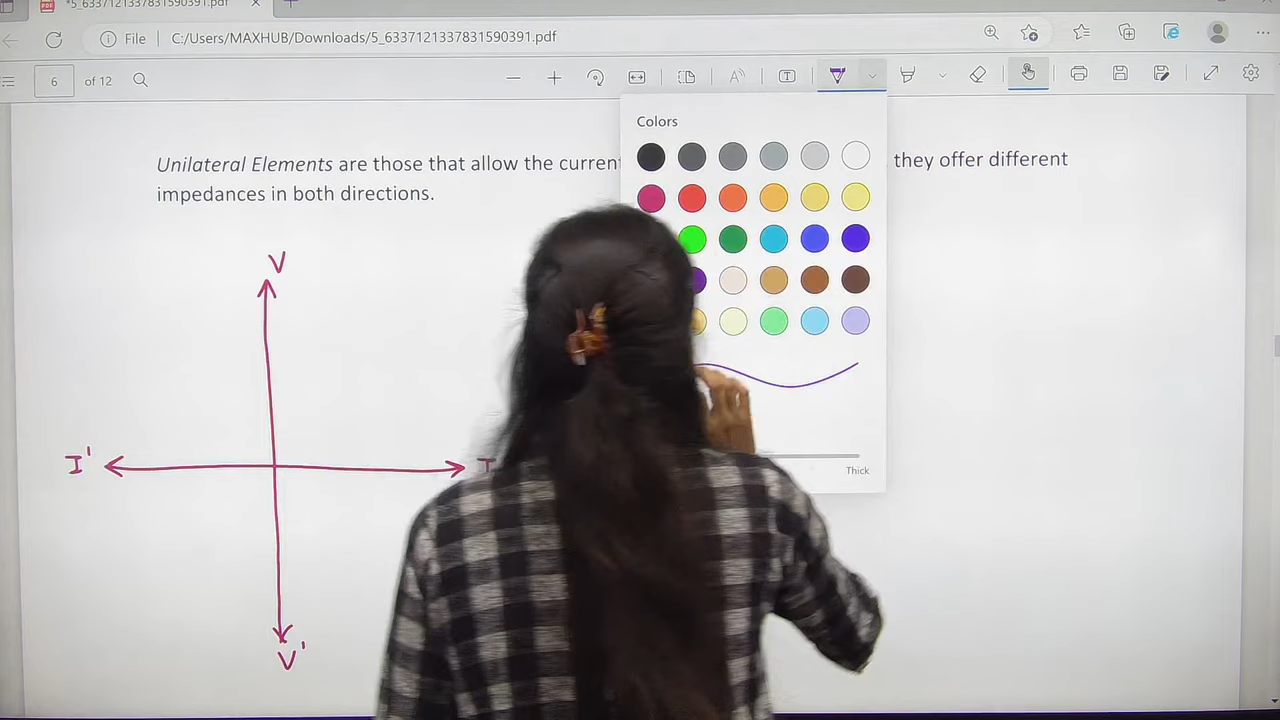 *5_6337121337831590391.pdf
File C:/Users/MAXHUB/Downloads/5_6337121337831590391.pdf
6 of 12
Colors
Unilateral Elements are those that allow the current they offer different
impedances in both directions.
V
I' I
Thick
V'